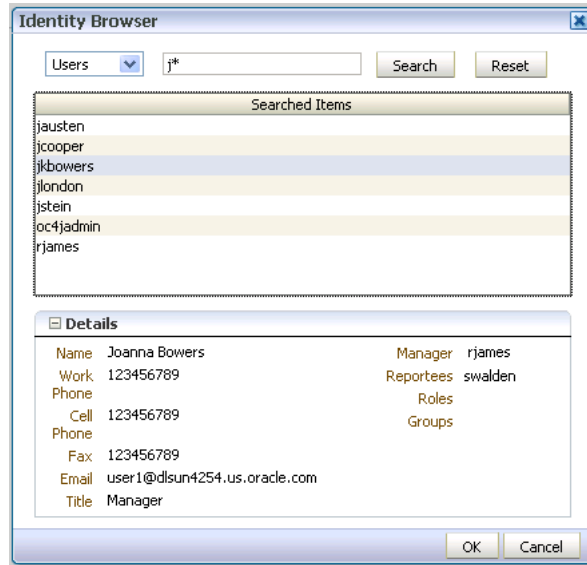 Identity Browser
Users j* Search Reset
Searched Items
jausten
jcooper
jkbowers
jlondon
jstein
oc4jadmin
rjames
Details
Name Joanna Bowers Manager rjames
Work Phone 123456789 Reportees swalden
Roles
Cell Phone 123456789 Groups
Fax 123456789
Email user1@dlsun4254.us.oracle.com
Title Manager
OK Cancel